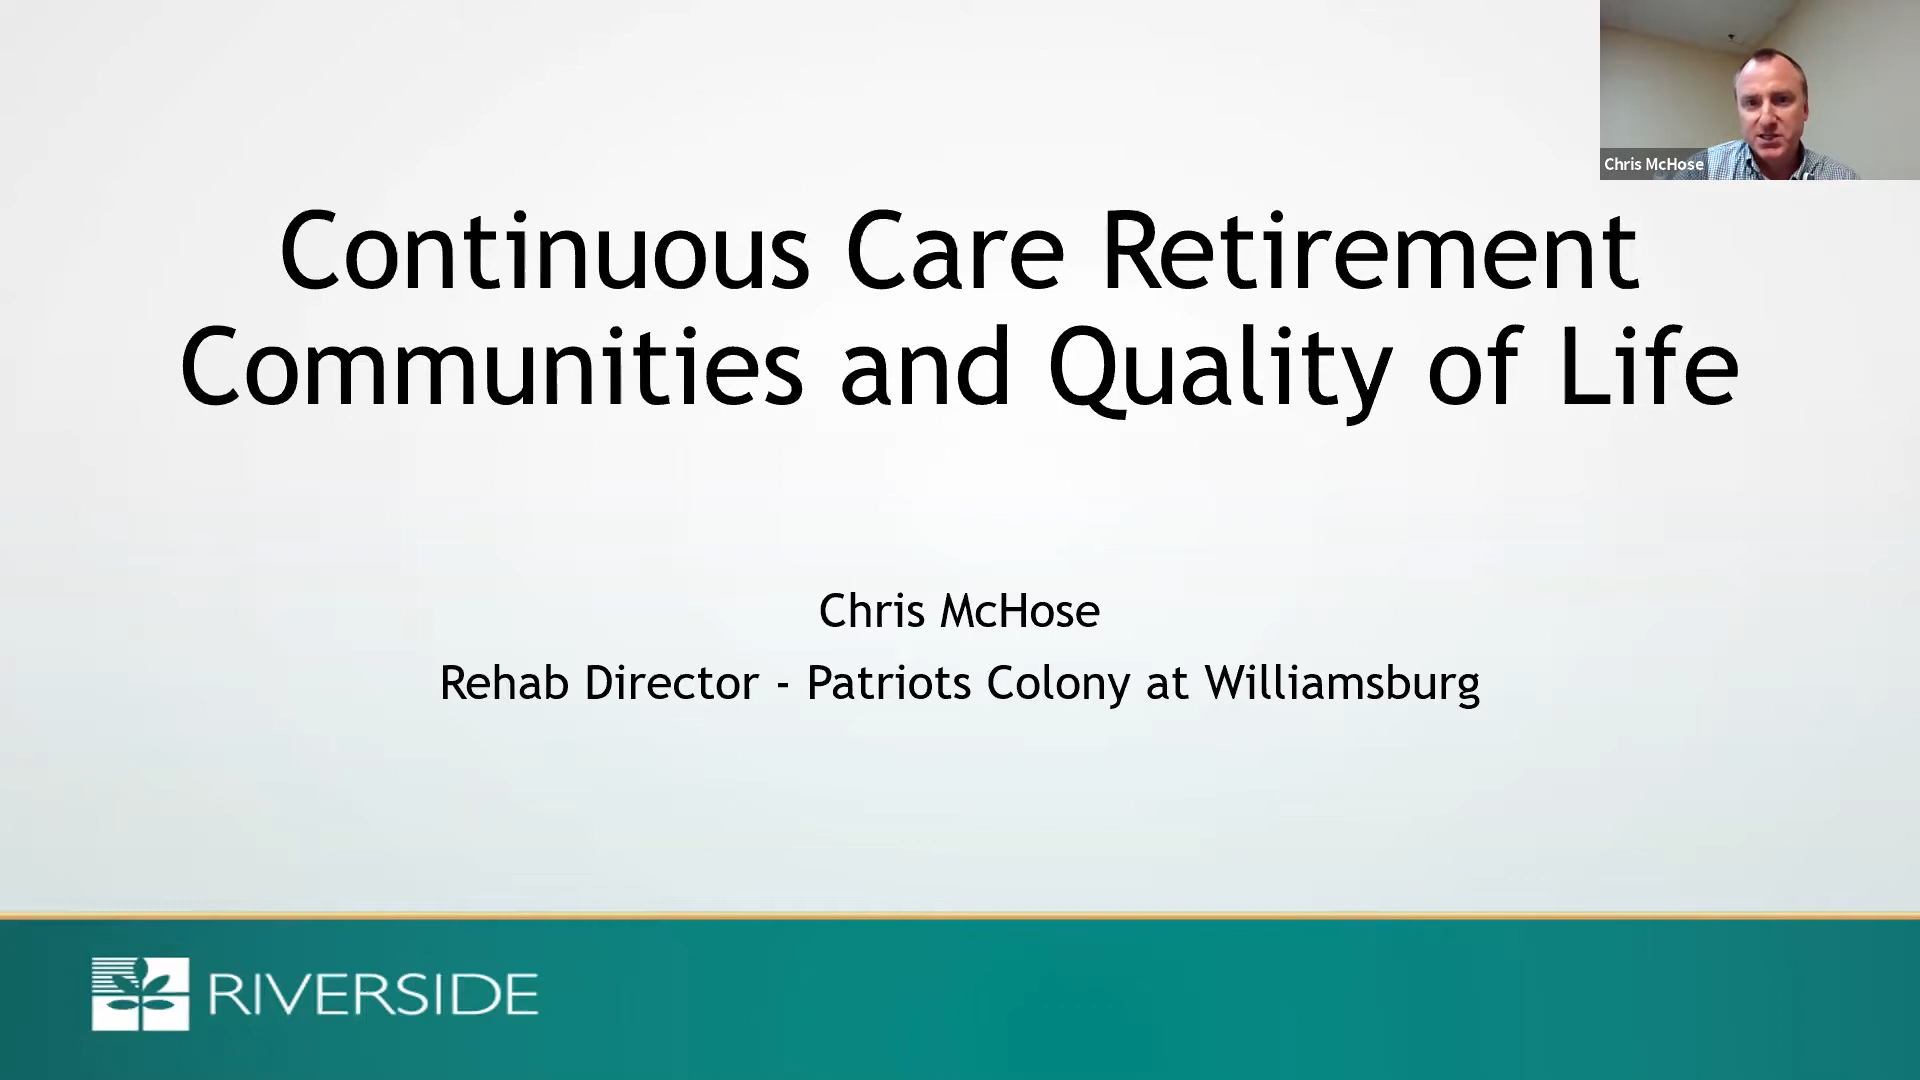 Chris McHose
Continuous Care Retirement
Communities and Quality of Life
Chris McHose
Rehab Director - Patriots Colony at Williamsburg
RIVERSIDE